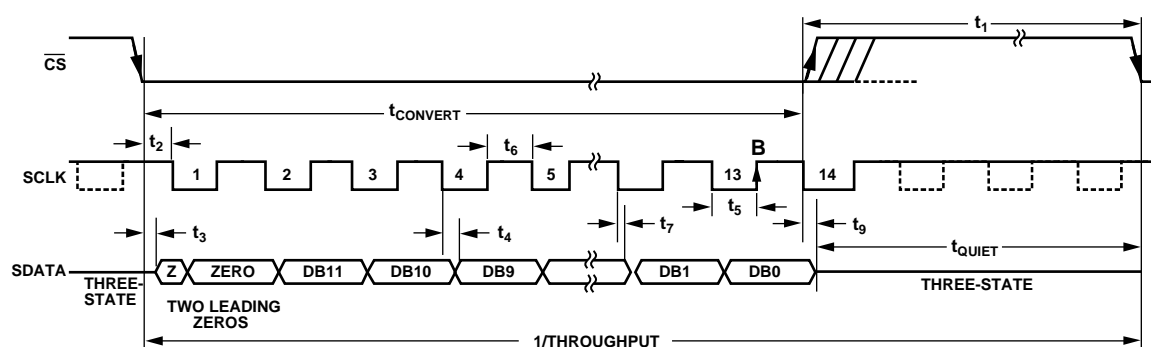 t1
CS
tCONVERT
t2
t6
B
SCLK
1
2
3
4
5
13
14
t3
t4
t7
t5
t9
tQUIET
SDATA
Z
ZERO
DB11
DB10
DB9
DB1
DB0
THREE-
STATE
THREE-STATE
TWO LEADING
ZEROS
1/THROUGHPUT